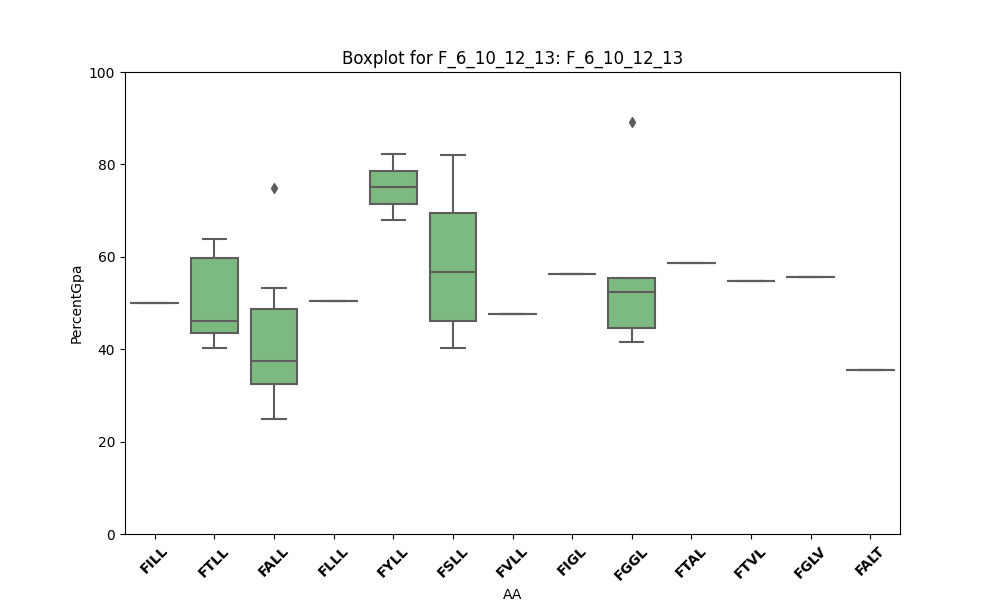 Boxplot for F_6_10_12_13: F_6_10_12_13
100
80
60
40
20
0
PercentGpa
FILL
FTLL
FALL
FLLL
FYLL
FSLL
FVLL
FIGL
FGGL
FTAL
FTVL
FGLV
FALT
AA